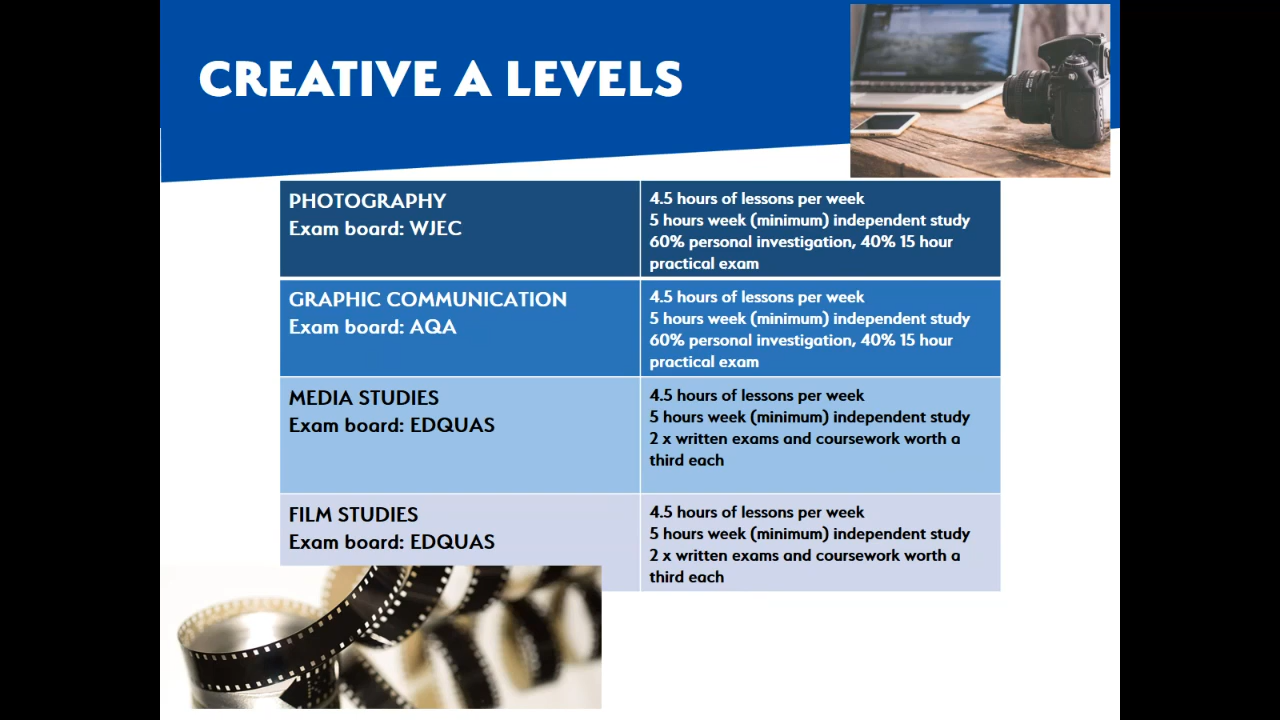 CREATIVE A LEVELS
PHOTOGRAPHY
Exam board: WJEC
4.5 hours of lessons per week
5 hours week (minimum) independent study
60% personal investigation, 40% 15 hour
practical exam
GRAPHIC COMMUNICATION
Exam board: AQA
4.5 hours of lessons per week
5 hours week (minimum) independent study
60% personal investigation, 40% 15 hour
practical exam
MEDIA STUDIES
Exam board: EDQUAS
4.5 hours of lessons per week
5 hours week (minimum) independent study
2 x written exams and coursework worth a
third each
FILM STUDIES
Exam board: EDQUAS
4.5 hours of lessons per week
5 hours week (minimum) independent study
2 x written exams and coursework worth a
third each